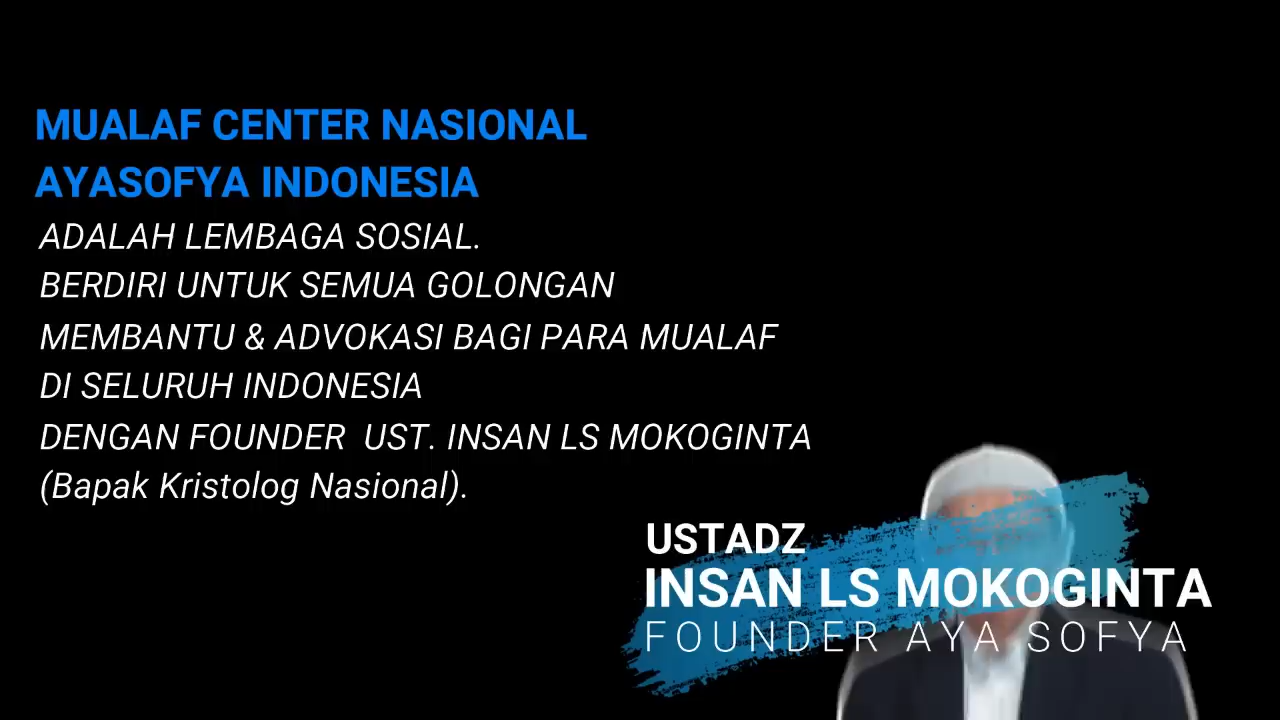 MUALAF CENTER NASIONAL
AYASOFYA INDONESIA
ADALAH LEMBAGA SOSIAL.
BERDIRI UNTUK SEMUA GOLONGAN
MEMBANTU & ADVOKASI BAGI PARA MUALAF
DI SELURUH INDONESIA
DENGAN FOUNDER UST. INSAN LS MOKOGINTA
(Bapak Kristolog Nasional).
USTADZ
INSAN LS MOKOGINTA
FOUNDER AYA SOFYA